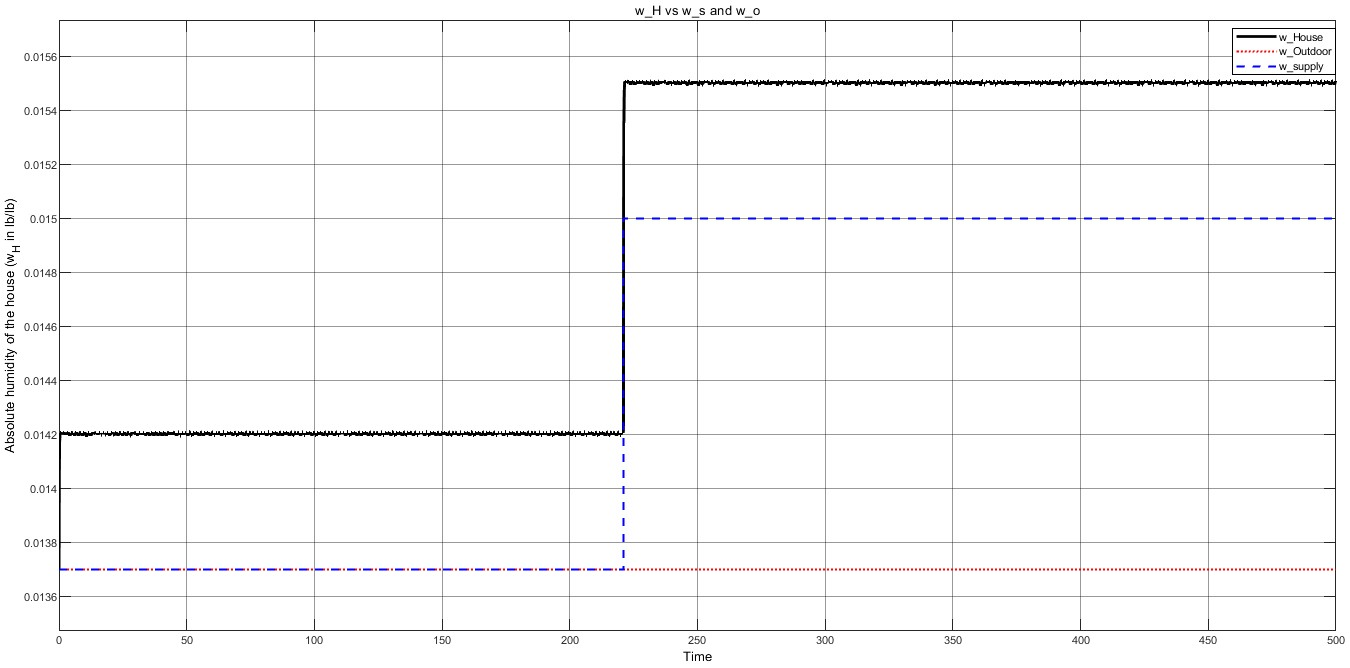 w_H vs w_s and w_o
w_House
w_Outdoor
w_supply
Absolute humidity of the house (w_H in lb/lb)
0.0156
0.0154
0.0152
0.015
0.0148
0.0146
0.0144
0.0142
0.014
0.0138
0.0136
0 50 100 150 200 250 300 350 400 450 500
Time